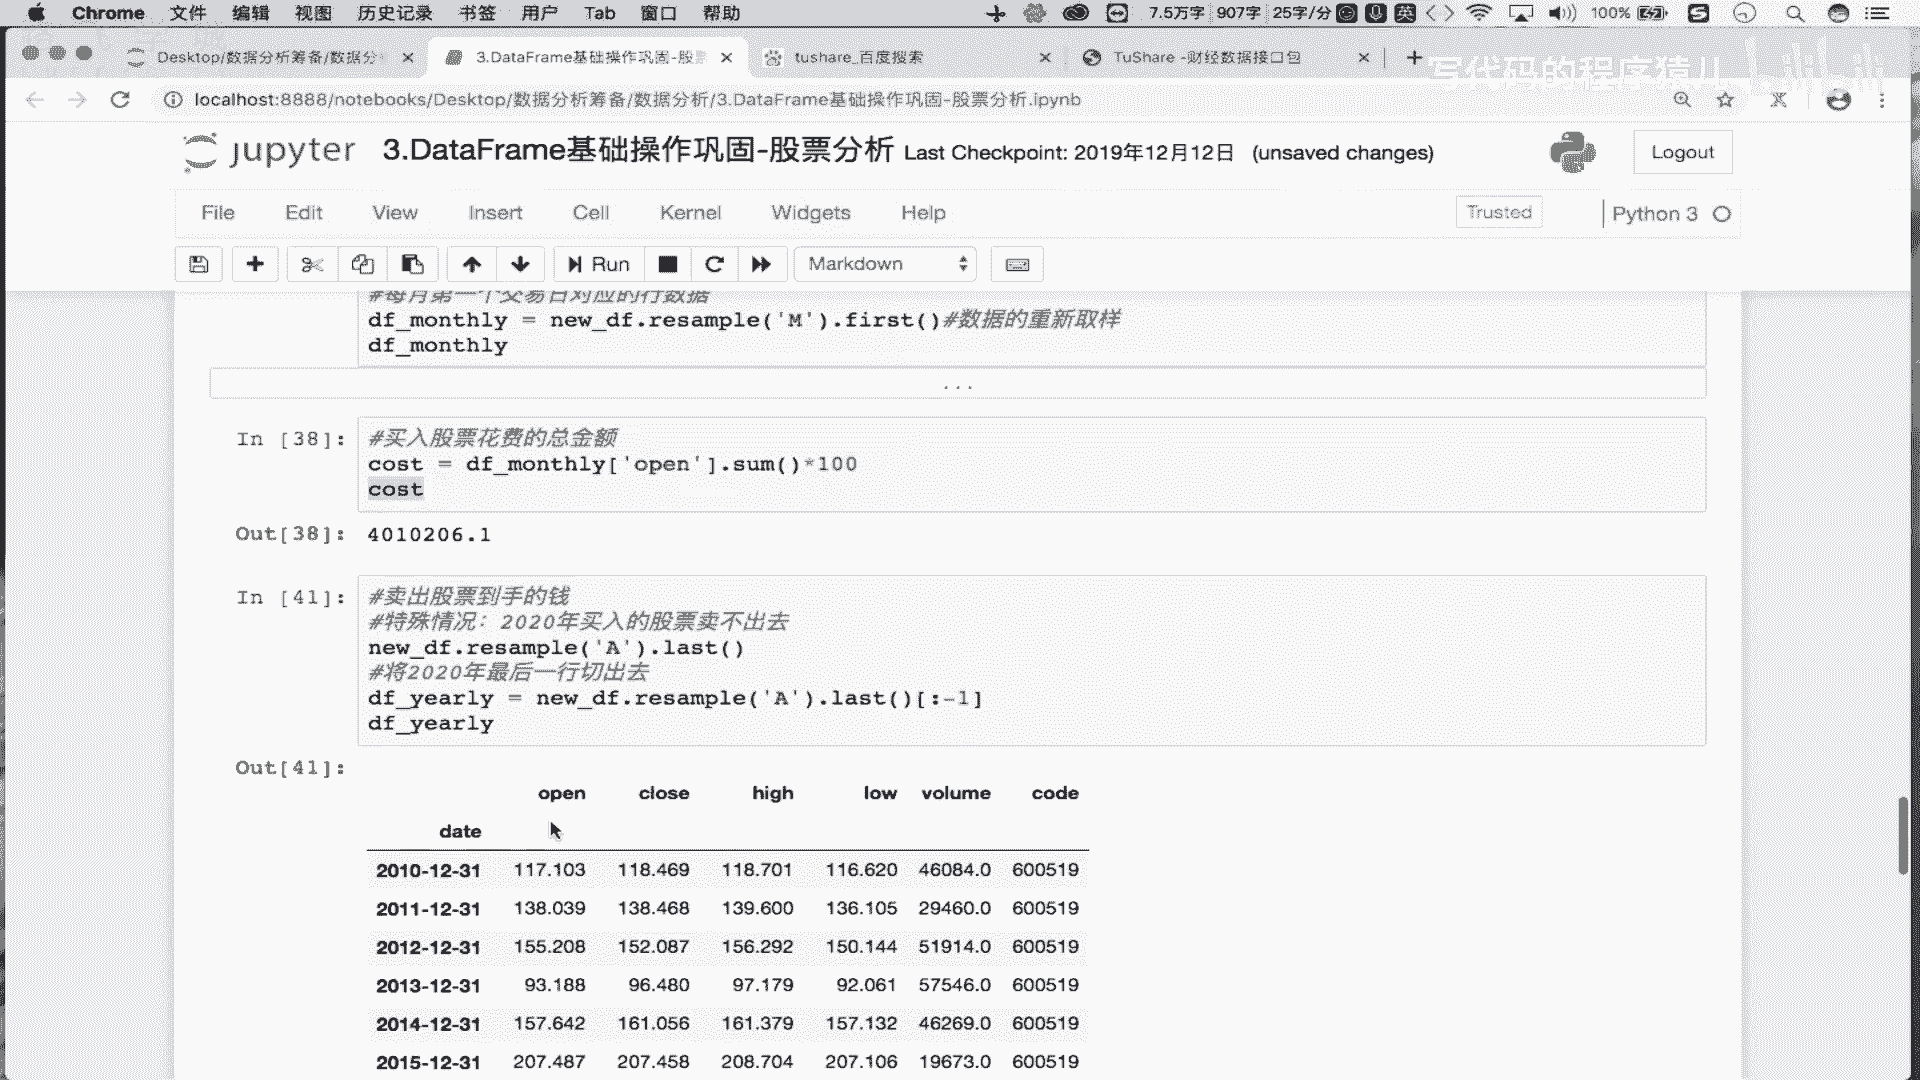 Chrome 文件 编辑 视图 历史记录 书签 用户 Tab 窗口 帮助 7.5万字 907字 25字/分 英 100%
Desktop/数据分析筹备/数据分
3.DataFrame基础操作巩固-股
tushare_百度搜索
TuShare -财经数据接口包
写代码的程序猿儿
bilibili
localhost:8888/notebooks/Desktop/数据分析筹备/数据分析/3.DataFrame基础操作巩固-股票分析.ipynb
jupyter 3.DataFrame基础操作巩固-股票分析 Last Checkpoint: 2019年12月12日 (unsaved changes)
Logout
File Edit View Insert Cell Kernel Widgets Help Trusted Python 3
Run Markdown
#每月第一个交易日对应的行数据
df_monthly = new_df.resample('M').first()#数据的重新取样
df_monthly
...
In [38]: #买入股票花费的总金额
cost = df_monthly['open'].sum()*100
cost
Out[38]: 4010206.1
In [41]: #卖出股票到手的钱
#特殊情况：2020年买入的股票卖不出去
new_df.resample('A').last()
#将2020年最后一行切出去
df_yearly = new_df.resample('A').last()[:-1]
df_yearly
Out[41]:
open close high low volume code
date
2010-12-31 117.103 118.469 118.701 116.620 46084.0 600519
2011-12-31 138.039 138.468 139.600 136.105 29460.0 600519
2012-12-31 155.208 152.087 156.292 150.144 51914.0 600519
2013-12-31 93.188 96.480 97.179 92.061 57546.0 600519
2014-12-31 157.642 161.056 161.379 157.132 46269.0 600519
2015-12-31 207.487 207.458 208.704 207.106 19673.0 600519